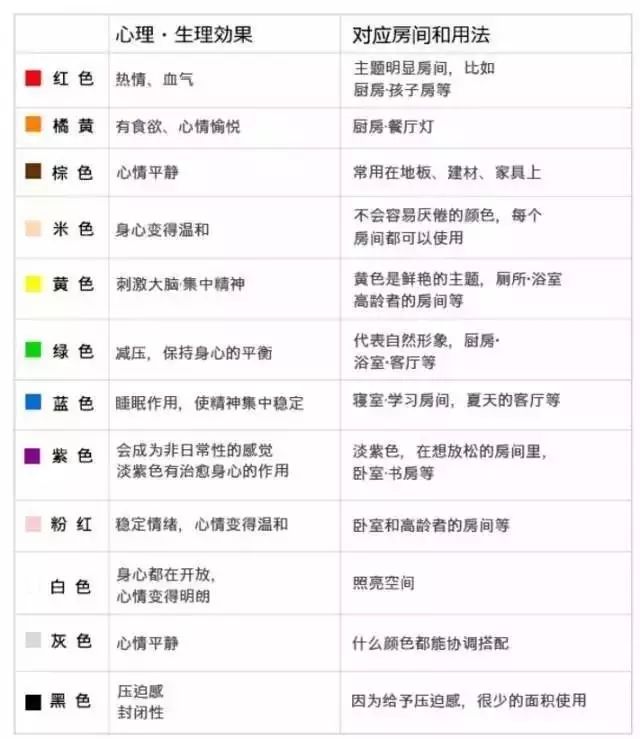 心理·生理效果 对应房间和用法
红色 热情、血气 主题明显房间，比如
厨房·孩子房等
橘黄 有食欲、心情愉悦 厨房·餐厅灯
棕色 心情平静 常用在地板、建材、家具上
米色 身心变得温和 不会容易厌倦的颜色，每个
房间都可以使用
黄色 刺激大脑·集中精神 黄色是鲜艳的主题，厕所·浴室
高龄者的房间等
绿色 减压，保持身心的平衡 代表自然形象，厨房·
浴室·客厅等
蓝色 睡眠作用，使精神集中稳定 寝室·学习房间，夏天的客厅等
紫色 会成为非日常性的感觉 淡紫色，在想放松的房间里，
淡紫色有治愈身心的作用 卧室·书房等
粉红 稳定情绪，心情变得温和 卧室和高龄者的房间等
白色 身心都在开放， 照亮空间
心情变得明朗
灰色 心情平静 什么颜色都能协调搭配
黑色 压迫感 因为给予压迫感，很少的面积使用
封闭性